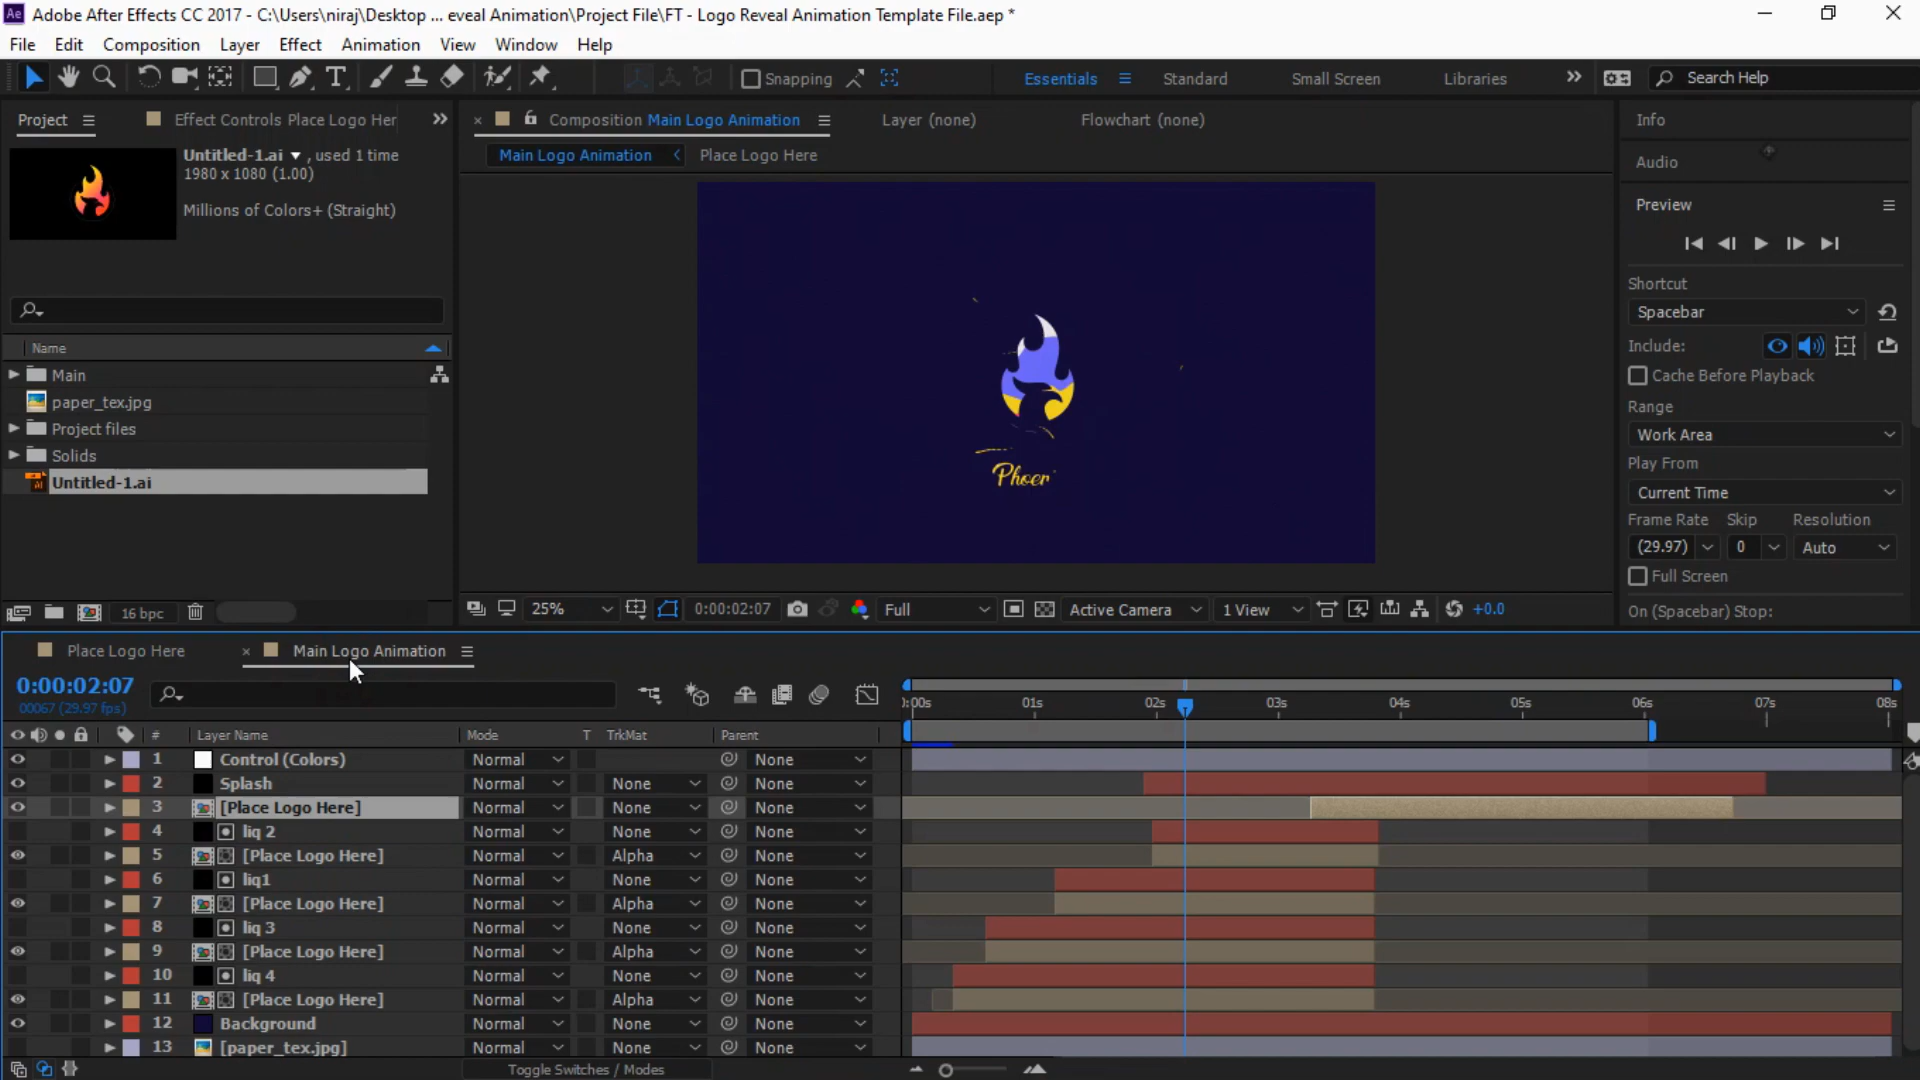 Adobe After Effects CC 2017 - C:\Users\niraj\Desktop ... eveal Animation\Project File\FT - Logo Reveal Animation Template File.aep *
File Edit Composition Layer Effect Animation View Window Help
Snapping Essentials Standard Small Screen Libraries Search Help
Project Effect Controls Place Logo Her Composition Main Logo Animation Layer (none) Flowchart (none) Info
Untitled-1.ai , used 1 time Main Logo Animation Place Logo Here Audio
1980 x 1080 (1.00)
Millions of Colors+ (Straight) Preview
Shortcut
Spacebar
Include:
Name
Main Cache Before Playback
paper_tex.jpg Range
Project files Work Area
Solids Play From
Untitled-1.ai Phoer Current Time
Frame Rate Skip Resolution
(29.97) 0 Auto
Full Screen
16 bpc 25% 0:00:02:07 Full Active Camera 1 View +0.0 On (Spacebar) Stop:
Place Logo Here Main Logo Animation
0:00:02:07
00067 (29.97 fps) :00s 01s 02s 03s 04s 05s 06s 07s 08s
# Layer Name Mode T TrkMat Parent
1 Control (Colors) Normal None
2 Splash Normal None None
3 [Place Logo Here] Normal None None
4 liq 2 Normal None None
5 [Place Logo Here] Normal Alpha None
6 liq1 Normal None None
7 [Place Logo Here] Normal Alpha None
8 liq 3 Normal None None
9 [Place Logo Here] Normal Alpha None
10 liq 4 Normal None None
11 [Place Logo Here] Normal Alpha None
12 Background Normal None None
13 [paper_tex.jpg] Normal None None
Toggle Switches / Modes